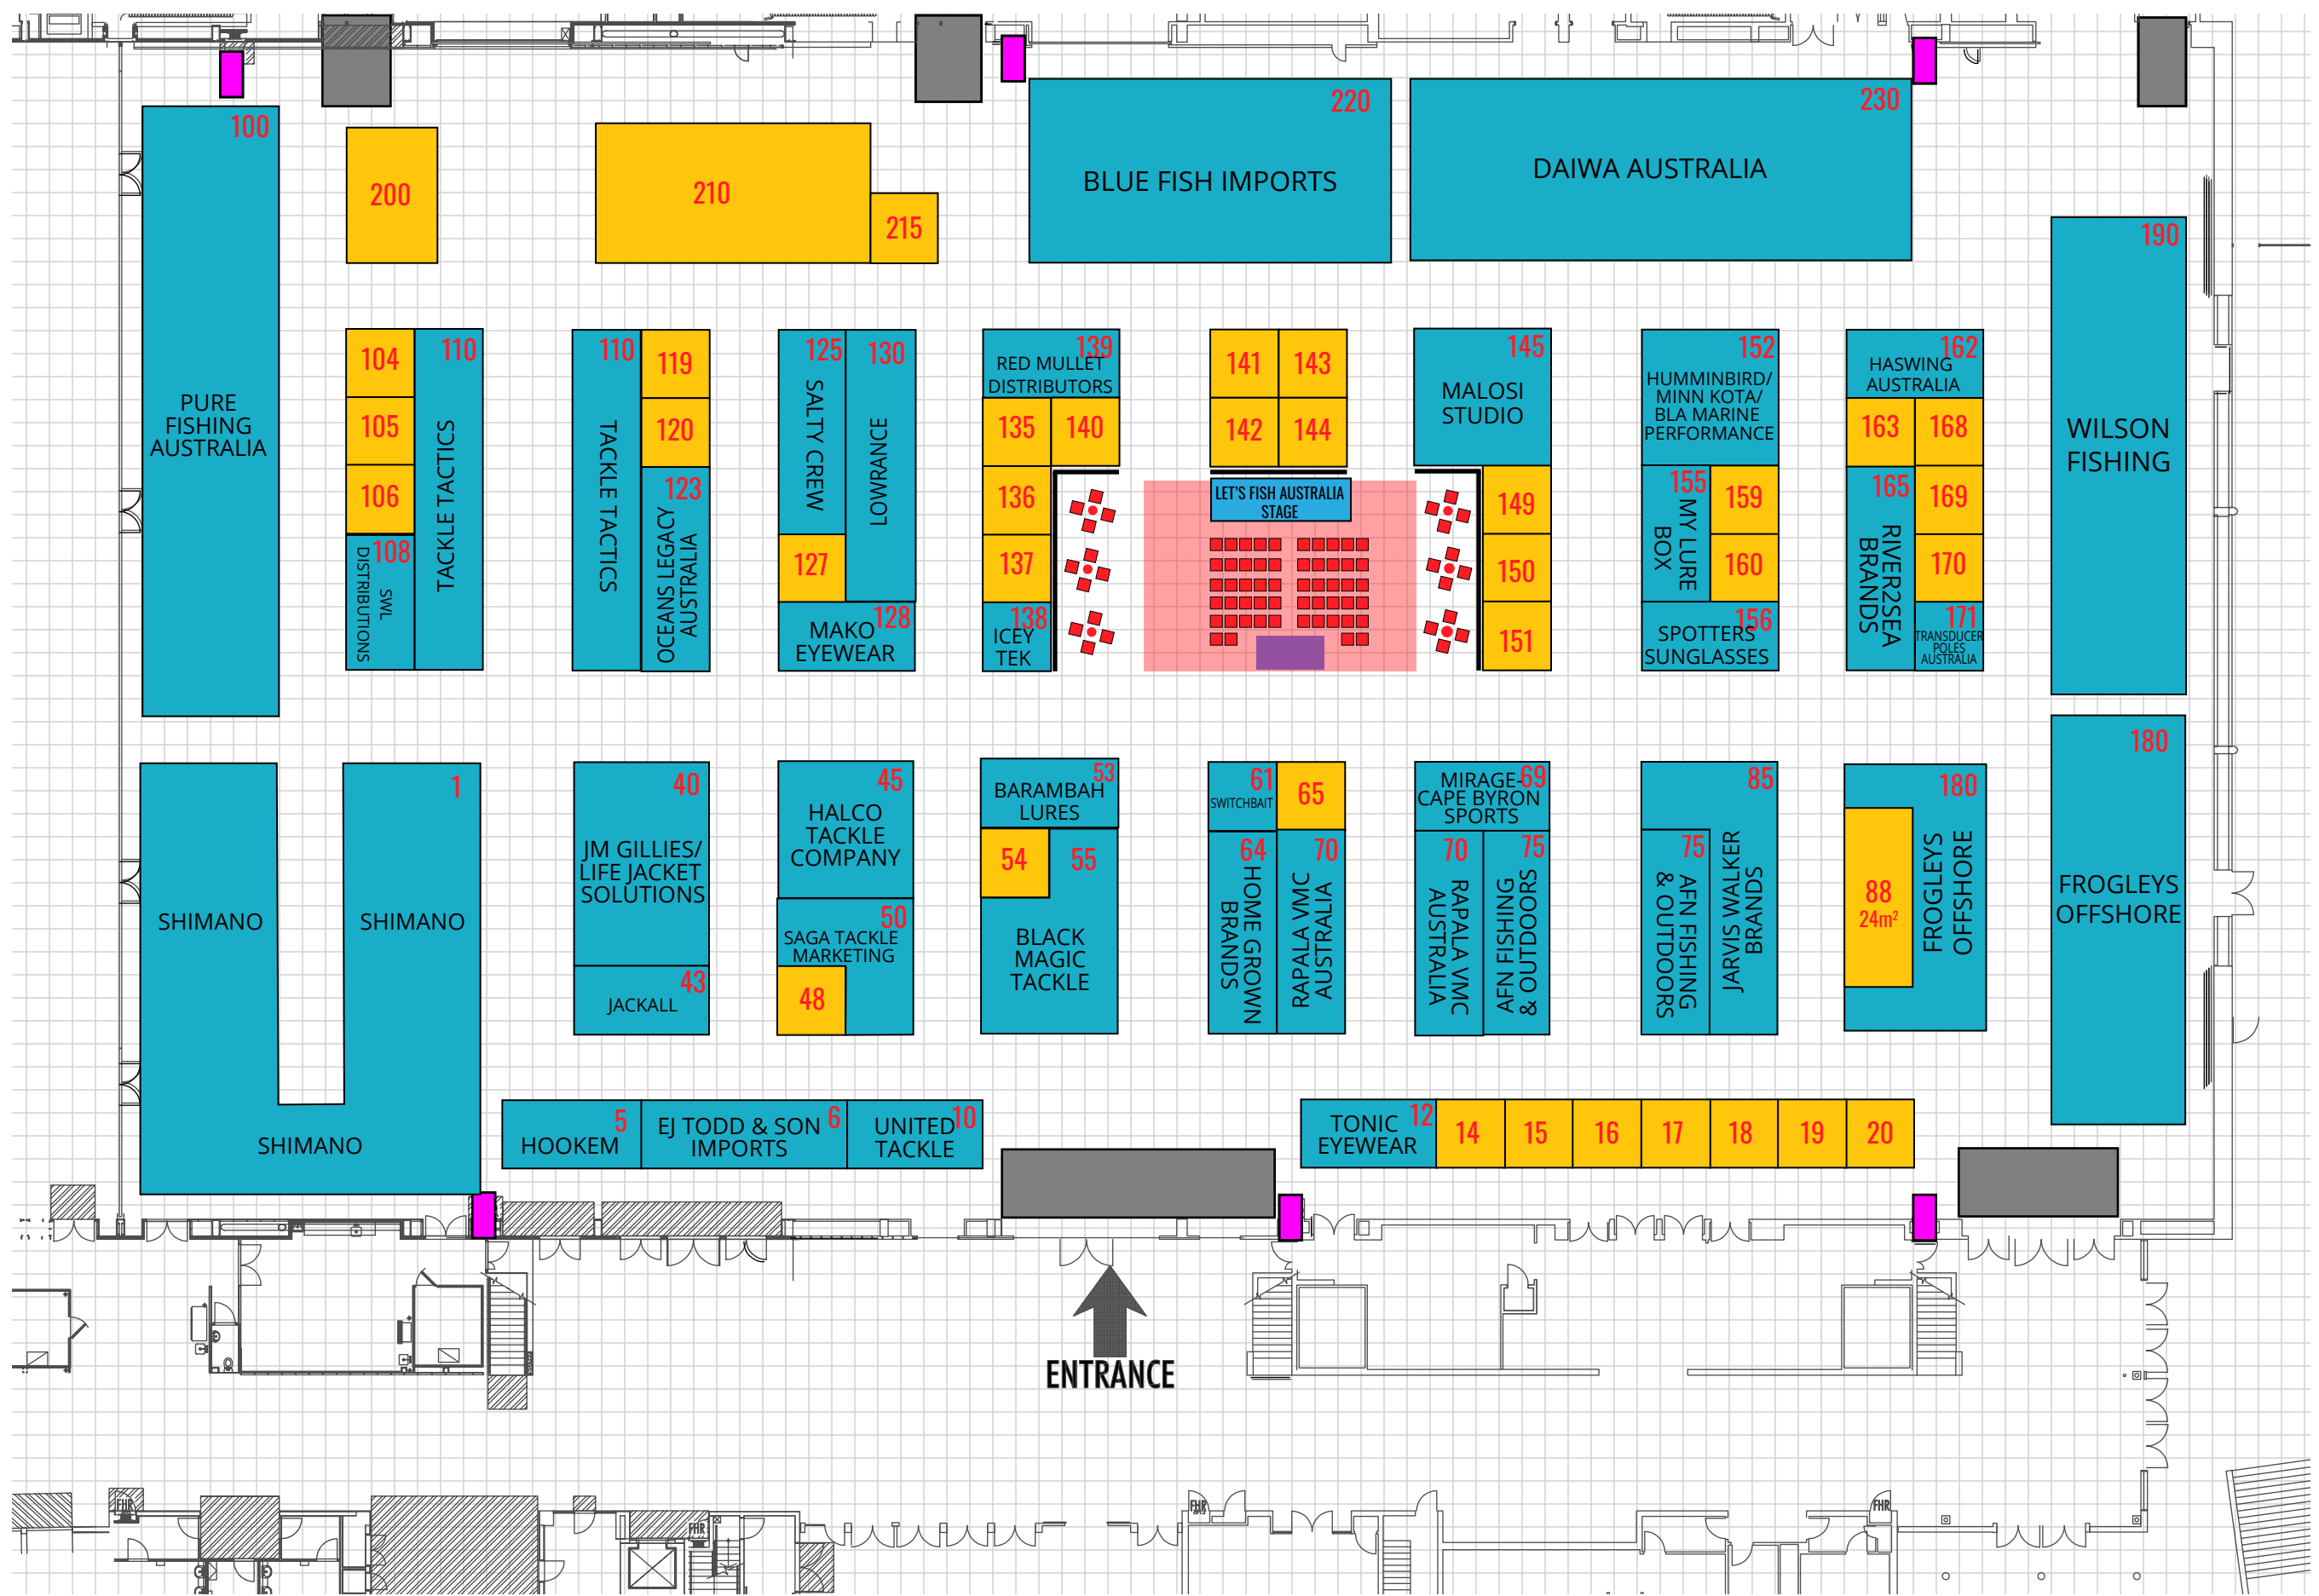 100
220
230
BLUE FISH IMPORTS
DAIWA AUSTRALIA
200
210
215
190
WILSON
FISHING
PURE
FISHING
AUSTRALIA
104
105
106
108
SWL
DISTRIBUTIONS
110
TACKLE TACTICS
110
TACKLE TACTICS
119
120
123
OCEANS LEGACY
AUSTRALIA
125
SALTY CREW
127
130
LOWRANCE
128
MAKO
EYEWEAR
139
RED MULLET
DISTRIBUTORS
135
140
136
137
138
ICEY
TEK
141
143
142
144
LET'S FISH AUSTRALIA
STAGE
145
MALOSI
STUDIO
149
150
151
152
HUMMINBIRD/
MINN KOTA/
BLA MARINE
PERFORMANCE
155
MY LURE
BOX
159
160
156
SPOTTERS
SUNGLASSES
162
HASWING
AUSTRALIA
163
168
165
RIVER2SEA
BRANDS
169
170
171
TRANSDUCER
POLES
AUSTRALIA
1
SHIMANO
SHIMANO
SHIMANO
40
JM GILLIES/
LIFE JACKET
SOLUTIONS
43
JACKALL
45
HALCO
TACKLE
COMPANY
50
SAGA TACKLE
MARKETING
48
53
BARAMBAH
LURES
54
55
BLACK
MAGIC
TACKLE
61
SWITCHBAIT
65
64
HOME GROWN
BRANDS
70
RAPALA VMC
AUSTRALIA
69
MIRAGE-
CAPE BYRON
SPORTS
70
RAPALA VMC
AUSTRALIA
75
AFN FISHING
& OUTDOORS
85
JARVIS WALKER
BRANDS
75
AFN FISHING
& OUTDOORS
180
FROGLEYS
OFFSHORE
88
24m²
180
FROGLEYS
OFFSHORE
5
HOOKEM
6
EJ TODD & SON
IMPORTS
10
UNITED
TACKLE
12
TONIC
EYEWEAR
14
15
16
17
18
19
20
ENTRANCE
FHR
FHR
FHR
FHR